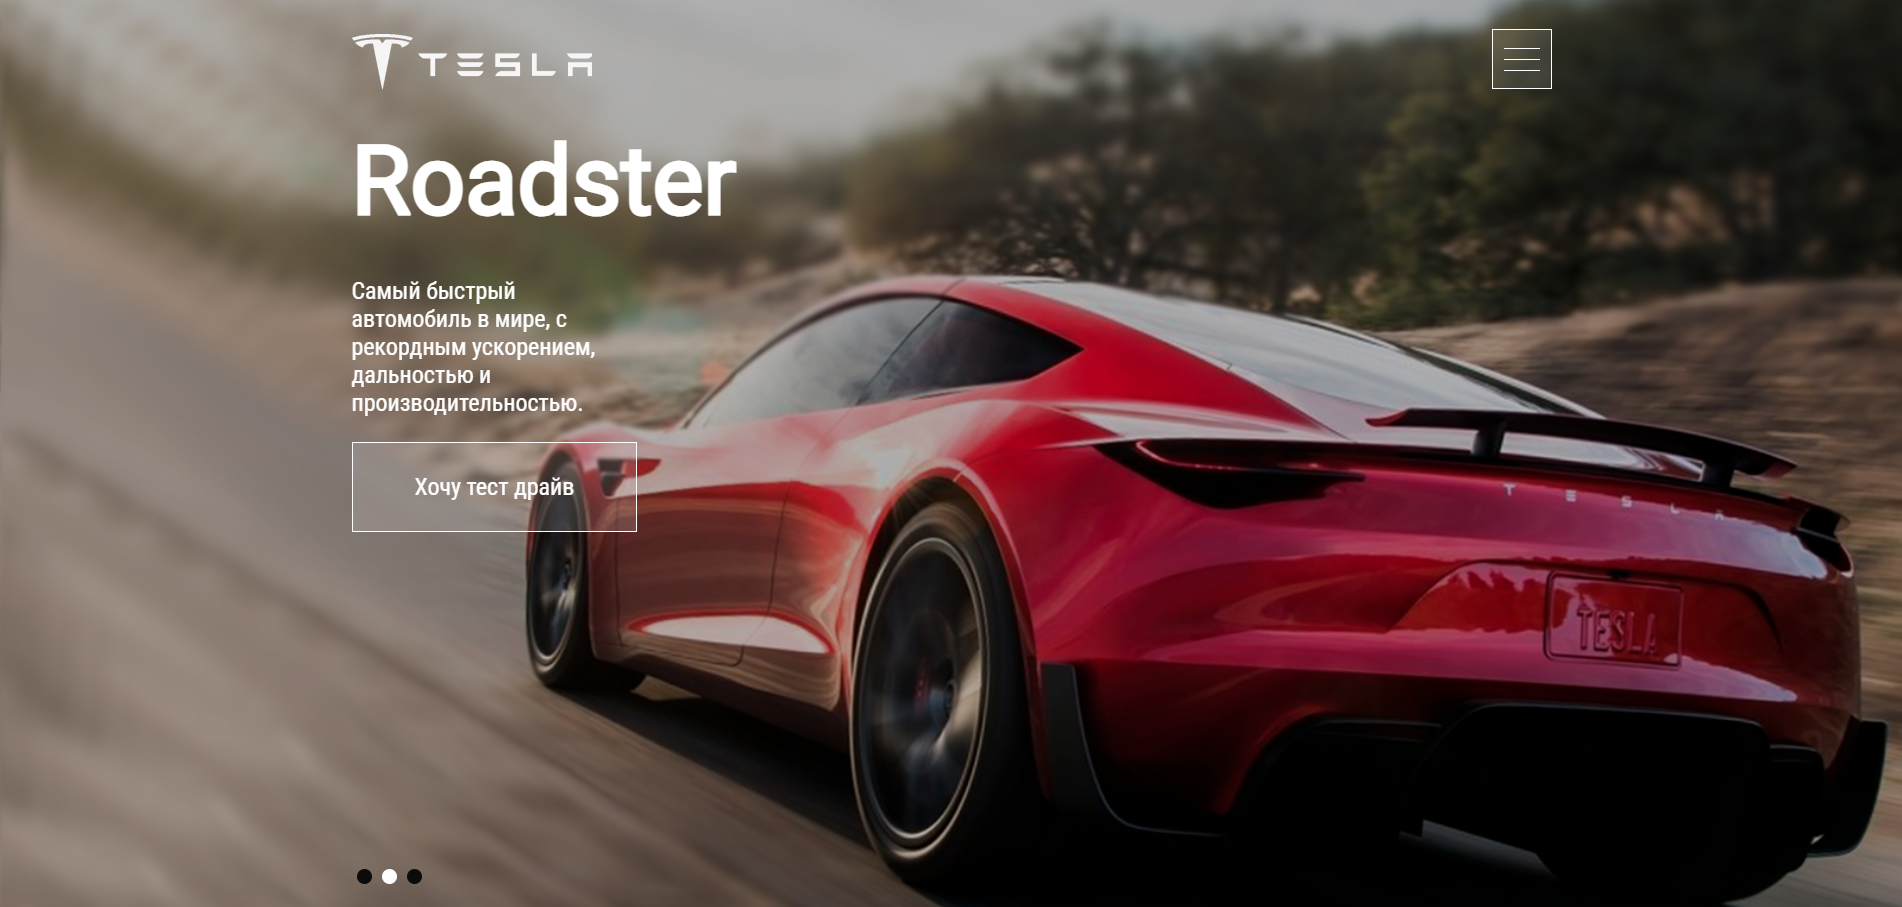 TESLA
Roadster
Самый быстрый
автомобиль в мире, с
рекордным ускорением,
дальностью и
производительностью.
Хочу тест драйв
TESLA
TESLA